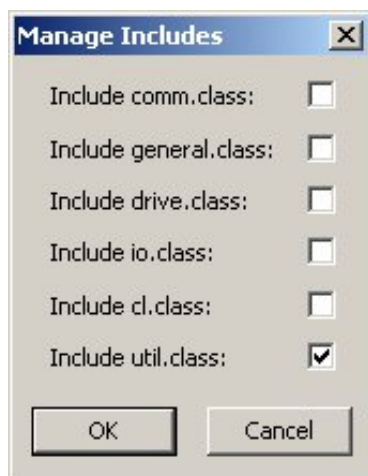 Manage Includes
Include comm.class:
Include general.class:
Include drive.class:
Include io.class:
Include cl.class:
Include util.class:
OK Cancel